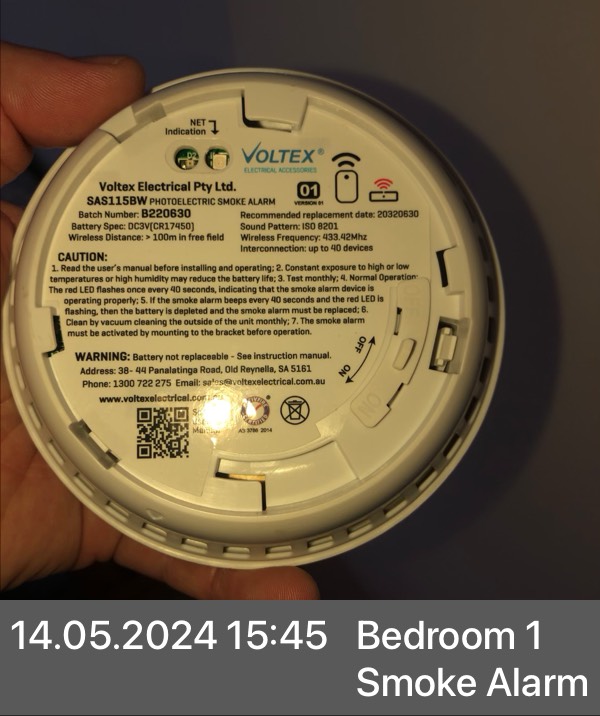 NET
Indication
VOLTEX®
ELECTRICAL ACCESSORIES
01
VERSION 01
Voltex Electrical Pty Ltd.
SAS115BW PHOTOELECTRIC SMOKE ALARM
Batch Number: B220630
Battery Spec: DC3V(CR17450)
Wireless Distance: > 100m in free field
Recommended replacement date: 20320630
Sound Pattern: ISO 8201
Wireless Frequency: 433.42Mhz
Interconnection: up to 40 devices
CAUTION:
1. Read the user's manual before installing and operating; 2. Constant exposure to high or low
temperatures or high humidity may reduce the battery life; 3. Test monthly; 4. Normal Operation:
The red LED flashes once every 40 seconds, indicating that the smoke alarm device is
operating properly; 5. If the smoke alarm beeps every 40 seconds and the red LED is
flashing, then the battery is depleted and the smoke alarm must be replaced; 6.
Clean by vacuum cleaning the outside of the unit monthly; 7. The smoke alarm
must be activated by mounting to the bracket before operation.
OFF
ON
WARNING: Battery not replaceable - See instruction manual.
Address: 38- 44 Panalatinga Road, Old Reynella, SA 5161
Phone: 1300 722 275 Email: sales@voltexelectrical.com.au
www.voltexelectrical.com
AS 3786 2014
ON
14.05.2024 15:45
Bedroom 1
Smoke Alarm